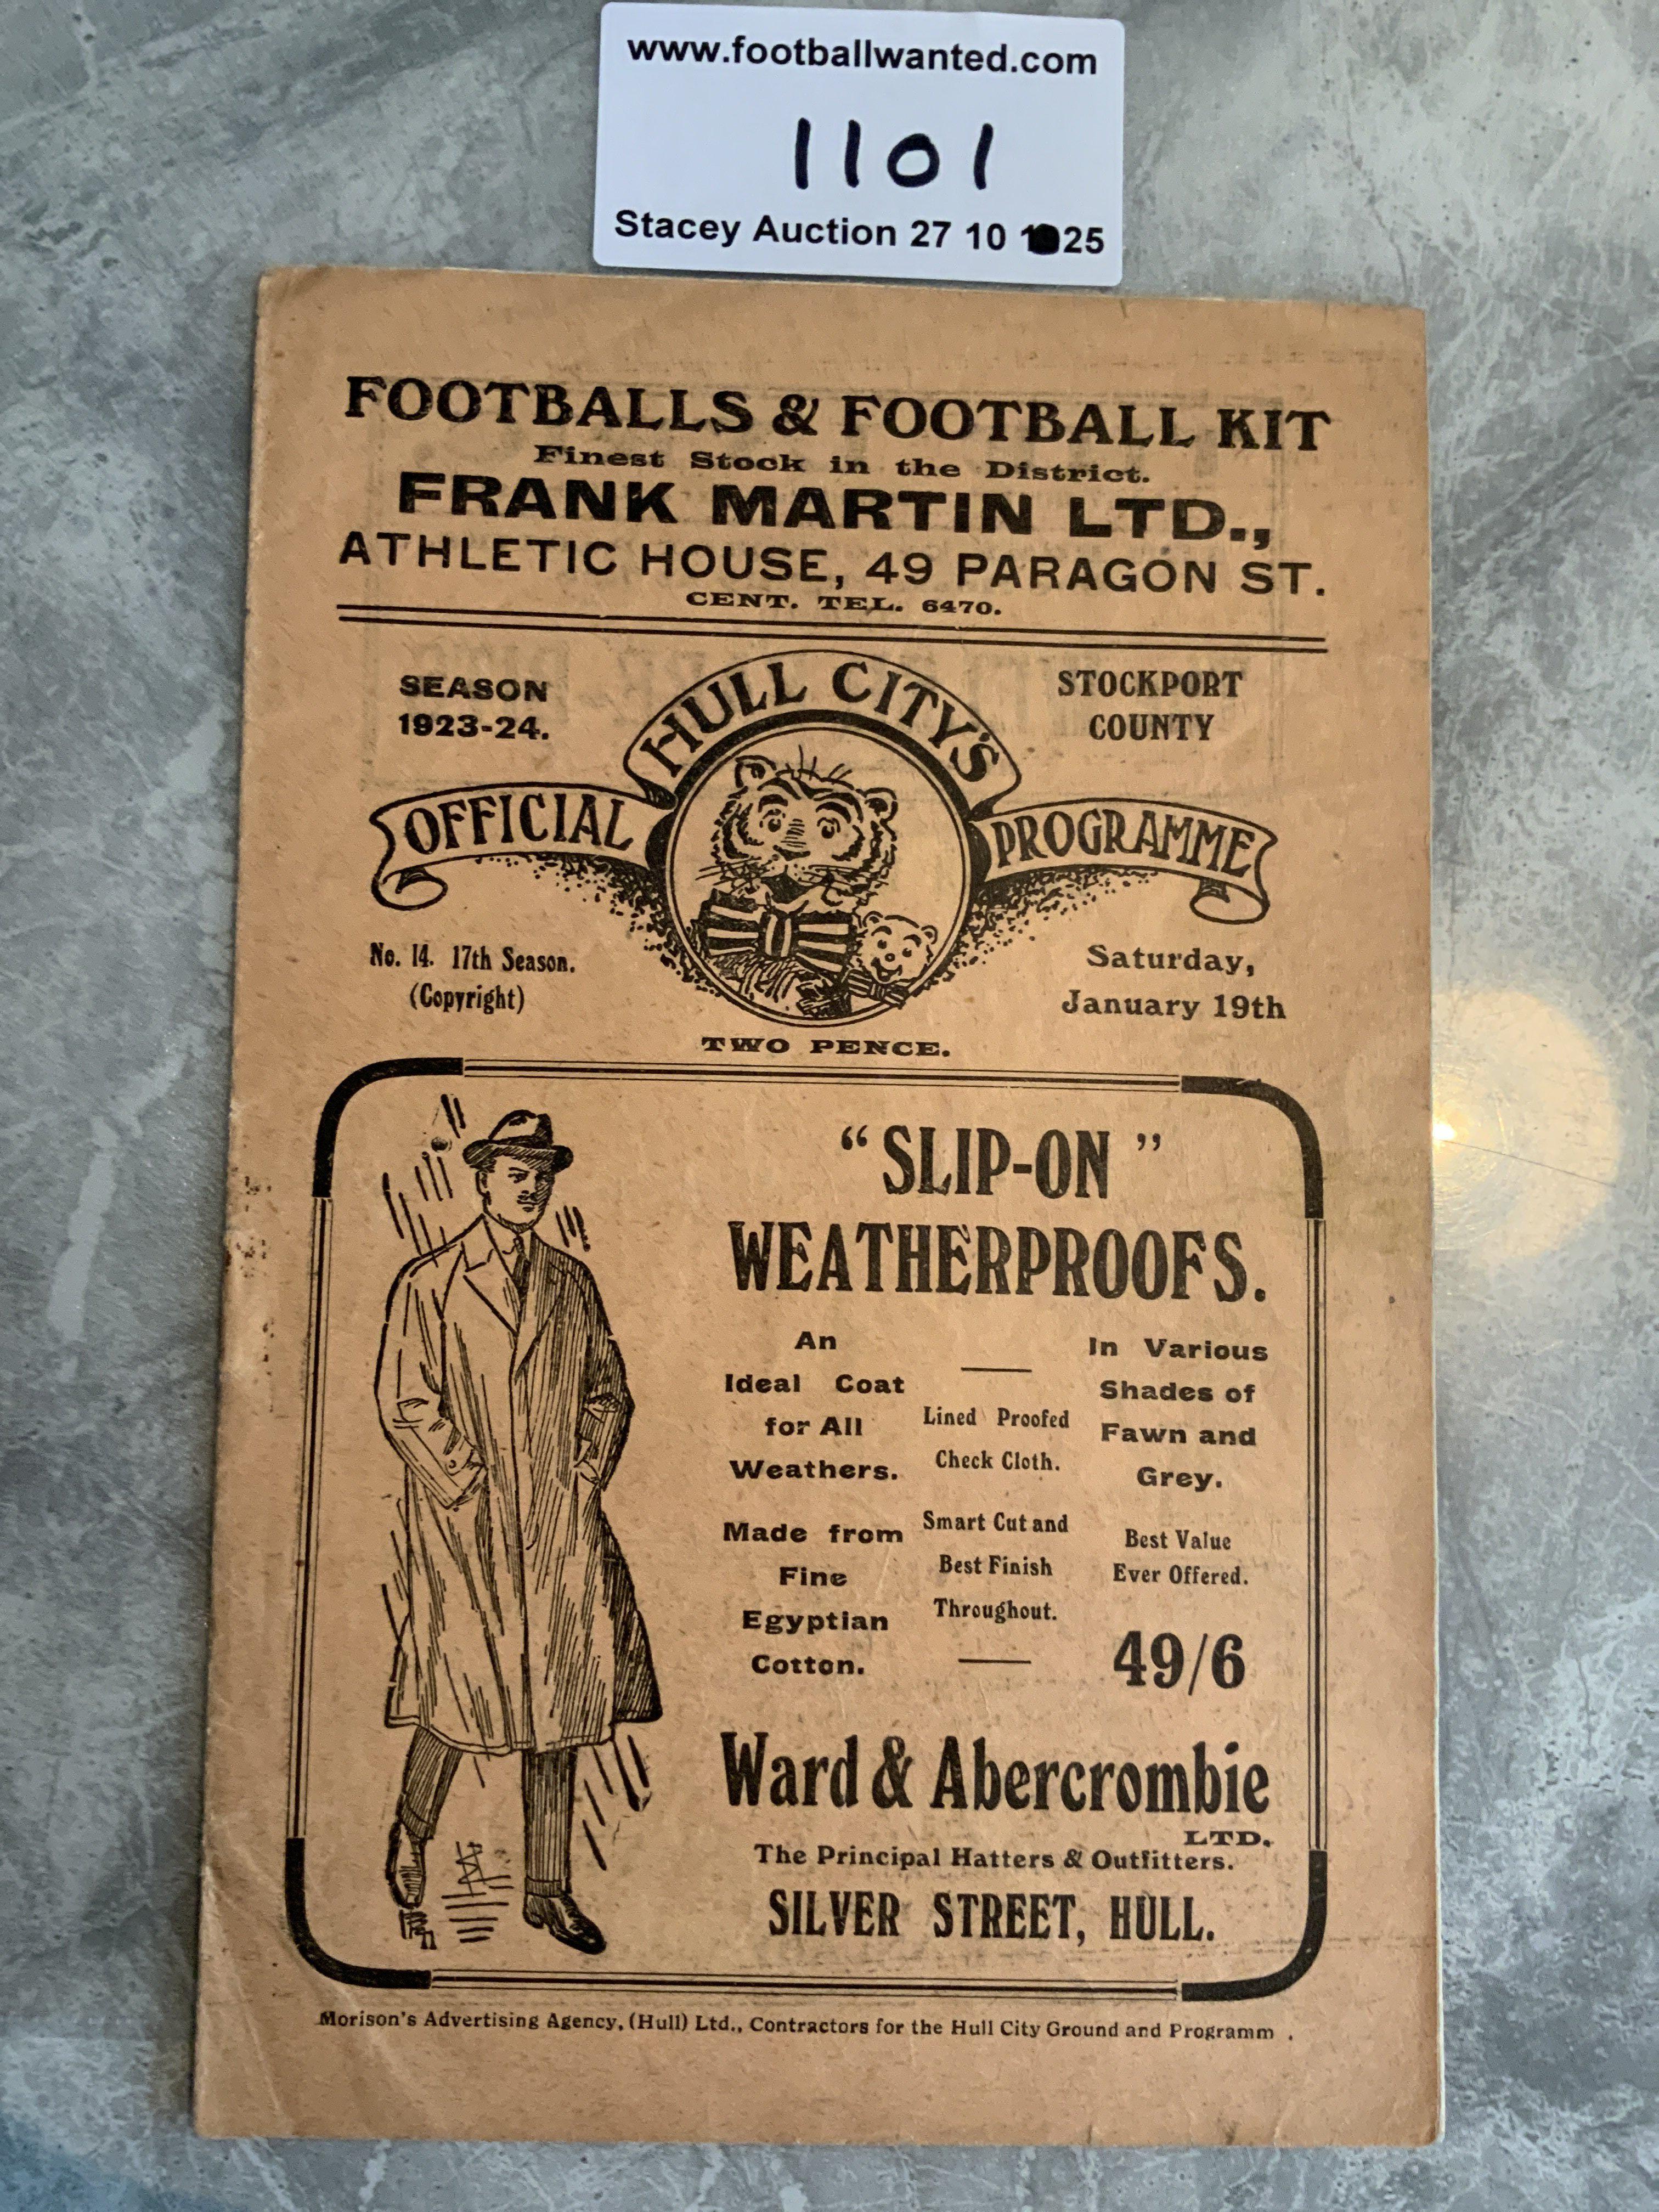 www.footballwanted.com
1101
Stacey Auction 27 10 25
FOOTBALLS & FOOTBALL KIT
Finest Stock in the District.
FRANK MARTIN LTD.,
ATHLETIC HOUSE, 49 PARAGON ST.
CENT. TEL. 6470.
SEASON
1923-24.
HULL CITY'S
STOCKPORT
COUNTY
OFFICIAL
PROGRAMME
No. 14. 17th Season.
(Copyright)
Saturday,
January 19th
TWO PENCE.
"SLIP-ON"
WEATHERPROOFS.
An
Ideal Coat
for All
Weathers.
Made from
Fine
Egyptian
Cotton.
Lined Proofed
Check Cloth.
Smart Cut and
Best Finish
Throughout.
In Various
Shades of
Fawn and
Grey.
Best Value
Ever Offered.
49/6
Ward & Abercrombie
LTD.
The Principal Hatters & Outfitters.
SILVER STREET, HULL.
Morison's Advertising Agency, (Hull) Ltd., Contractors for the Hull City Ground and Programm .